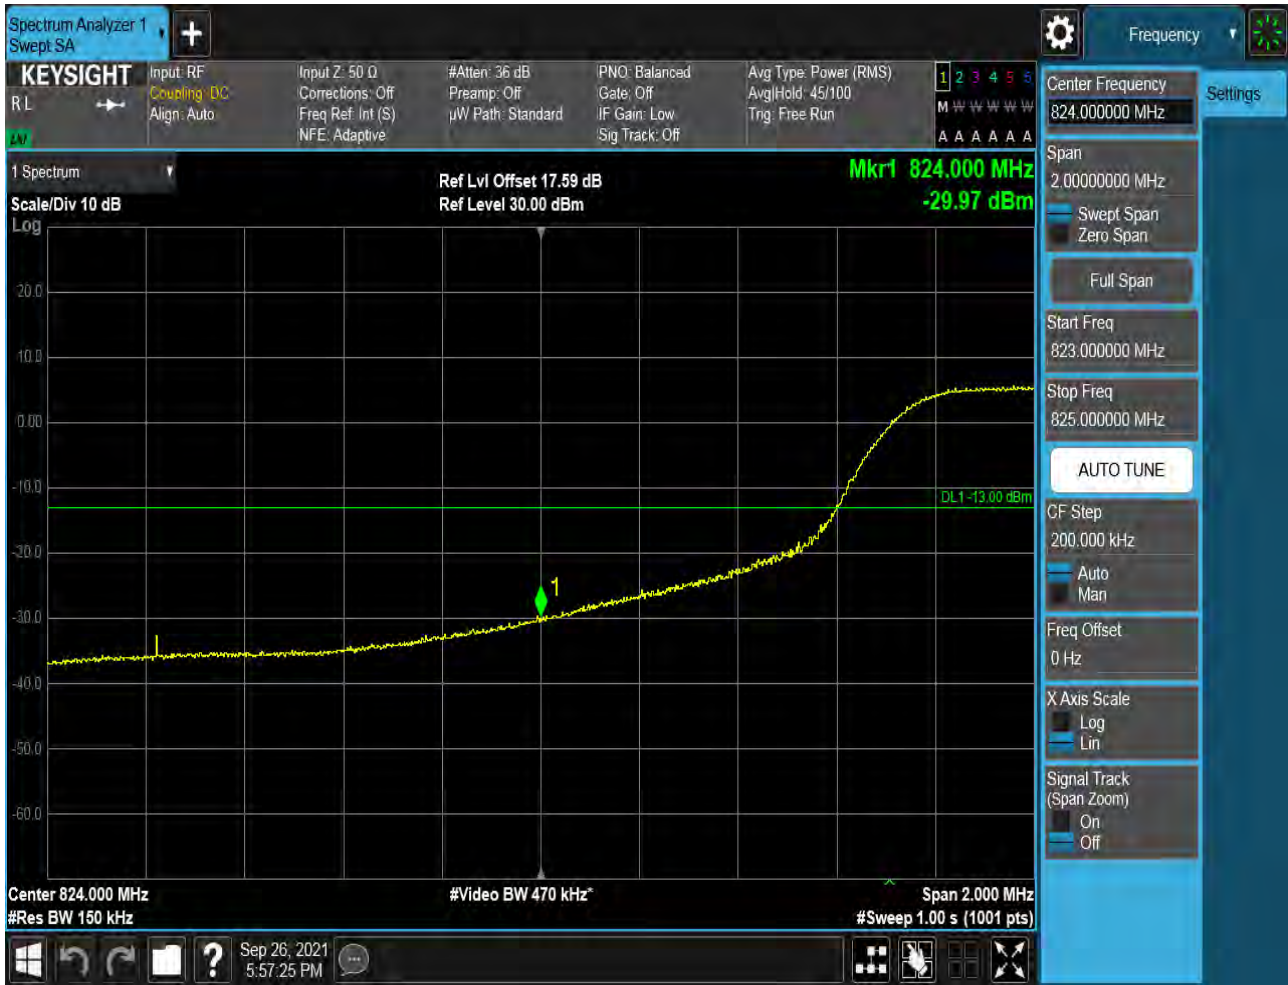 Spectrum Analyzer 1
Swept SA
Frequency
KEYSIGHT
R L
LNI
Input: RF
Coupling: DC
Align: Auto
Input Z: 50 Ω
Corrections: Off
Freq Ref: Int (S)
NFE: Adaptive
#Atten: 36 dB
Preamp: Off
µW Path: Standard
PNO: Balanced
Gate: Off
IF Gain: Low
Sig Track: Off
Avg Type: Power (RMS)
Avg|Hold: 45/100
Trig: Free Run
1 2 3 4 5 6
M W W W W W
A A A A A A
1 Spectrum
Scale/Div 10 dB
Ref Lvl Offset 17.59 dB
Ref Level 30.00 dBm
Mkr1 824.000 MHz
-29.97 dBm
Log
20.0
10.0
0.00
-10.0
-20.0
-30.0
-40.0
-50.0
-60.0
DL1 -13.00 dBm
1
Center 824.000 MHz
#Res BW 150 kHz
#Video BW 470 kHz*
Span 2.000 MHz
#Sweep 1.00 s (1001 pts)
Sep 26, 2021
5:57:25 PM
Center Frequency
824.000000 MHz
Settings
Span
2.00000000 MHz
Swept Span
Zero Span
Full Span
Start Freq
823.000000 MHz
Stop Freq
825.000000 MHz
AUTO TUNE
CF Step
200.000 kHz
Auto
Man
Freq Offset
0 Hz
X Axis Scale
Log
Lin
Signal Track
(Span Zoom)
On
Off